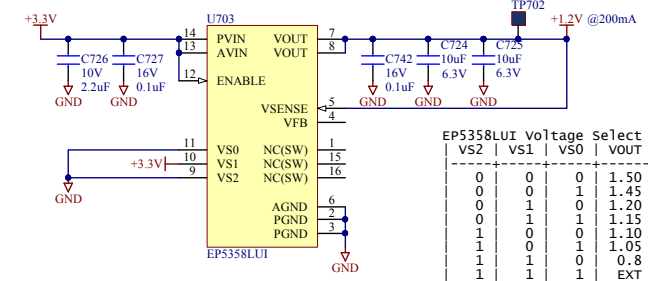 TP702
+3.3V
U703
+1.2V @200mA
14 PVIN VOUT 7
13 AVIN VOUT 8
C726
10V
2.2uF
C727
16V
0.1uF
C742
16V
0.1uF
C724
10uF
6.3V
C725
10uF
6.3V
12 ENABLE
GND
GND
GND
GND
GND
VSENSE 5
VFB 4
11 VS0 NC(SW) 1
+3.3V 10 VS1 NC(SW) 15
9 VS2 NC(SW) 16
GND
AGND 6
PGND 2
PGND 3
EP5358LUI
GND
EP5358LUI Voltage Select
| VS2 | VS1 | VS0 | VOUT
|-----+-----+-----+-----
| 0 | 0 | 0 | 1.50
| 0 | 0 | 1 | 1.45
| 0 | 1 | 0 | 1.20
| 0 | 1 | 1 | 1.15
| 1 | 0 | 0 | 1.10
| 1 | 0 | 1 | 1.05
| 1 | 1 | 0 | 0.8
| 1 | 1 | 1 | EXT